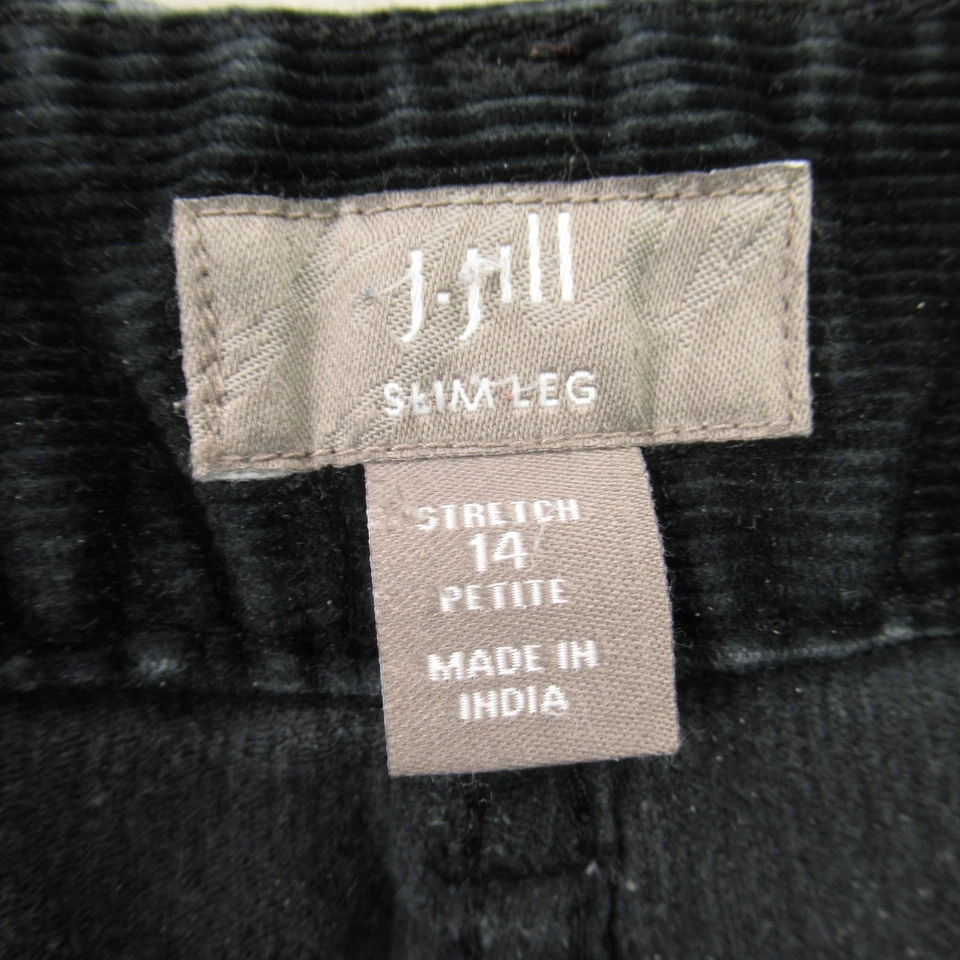 J.Jill
SLIM LEG
STRETCH
14
PETITE
MADE IN
INDIA